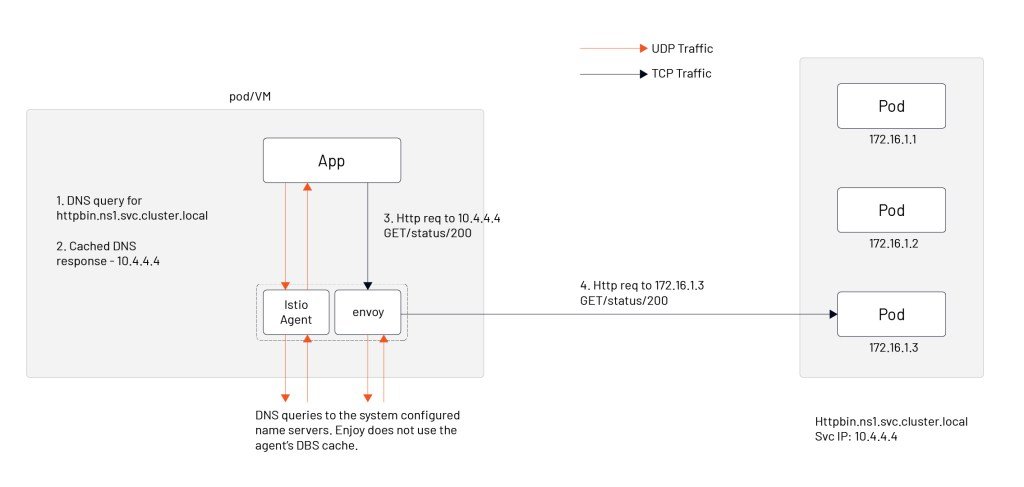 UDP Traffic
TCP Traffic
pod/VM
App
1. DNS query for
httpbin.ns1.svc.cluster.local
2. Cached DNS
response - 10.4.4.4
3. Http req to 10.4.4.4
GET/status/200
Istio
Agent
envoy
4. Http req to 172.16.1.3
GET/status/200
DNS queries to the system configured
name servers. Enjoy does not use the
agent's DBS cache.
Pod
172.16.1.1
Pod
172.16.1.2
Pod
172.16.1.3
Httpbin.ns1.svc.cluster.local
Svc IP: 10.4.4.4